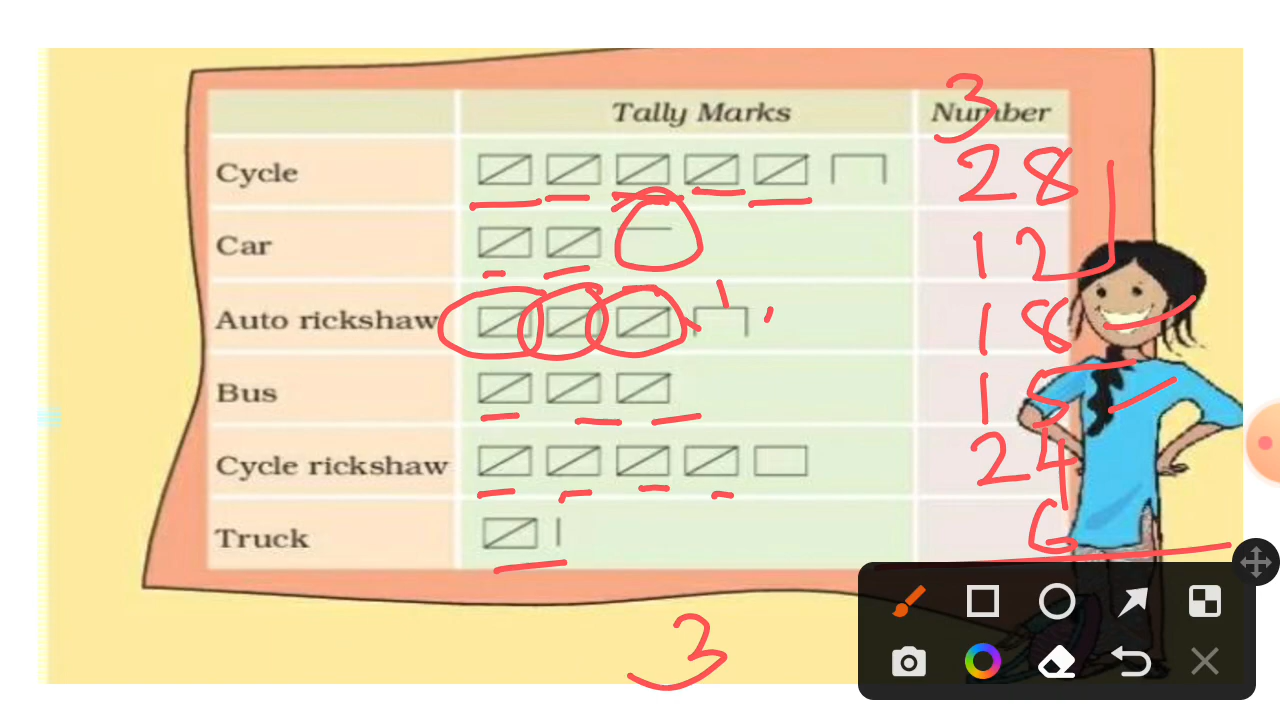 3
Tally Marks Number
Cycle 28
Car 12
Auto rickshaw 18
Bus 15
Cycle rickshaw 24
Truck 6
3